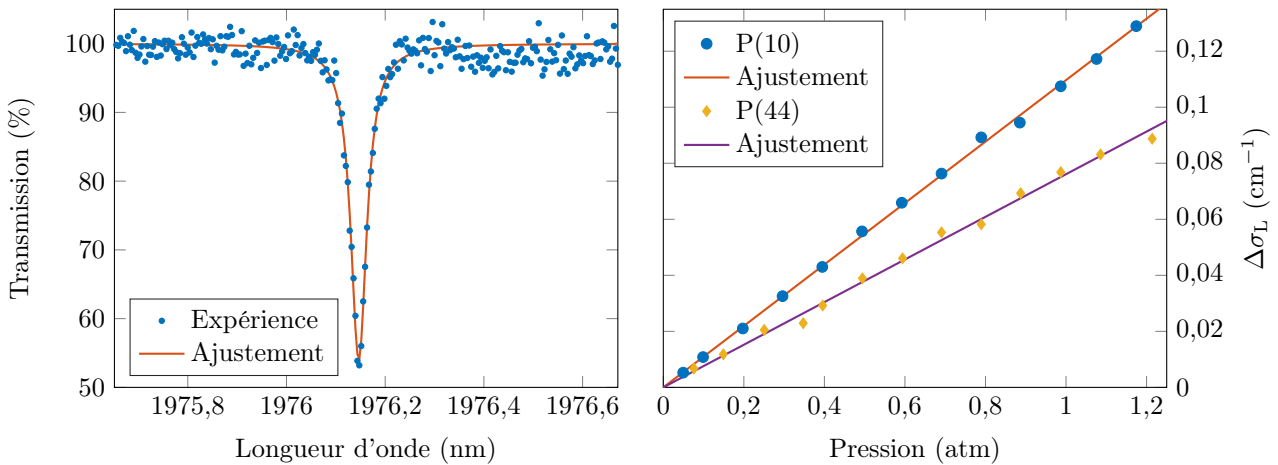 Transmission (%)
100
90
80
70
60
50
Expérience
Ajustement
1975,8
1976
1976,2
1976,4
1976,6
Longueur d'onde (nm)
P(10)
Ajustement
P(44)
Ajustement
0,12
0,1
0,08
0,06
0,04
0,02
0
Δσ_L (cm⁻¹)
0
0,2
0,4
0,6
0,8
1
1,2
Pression (atm)